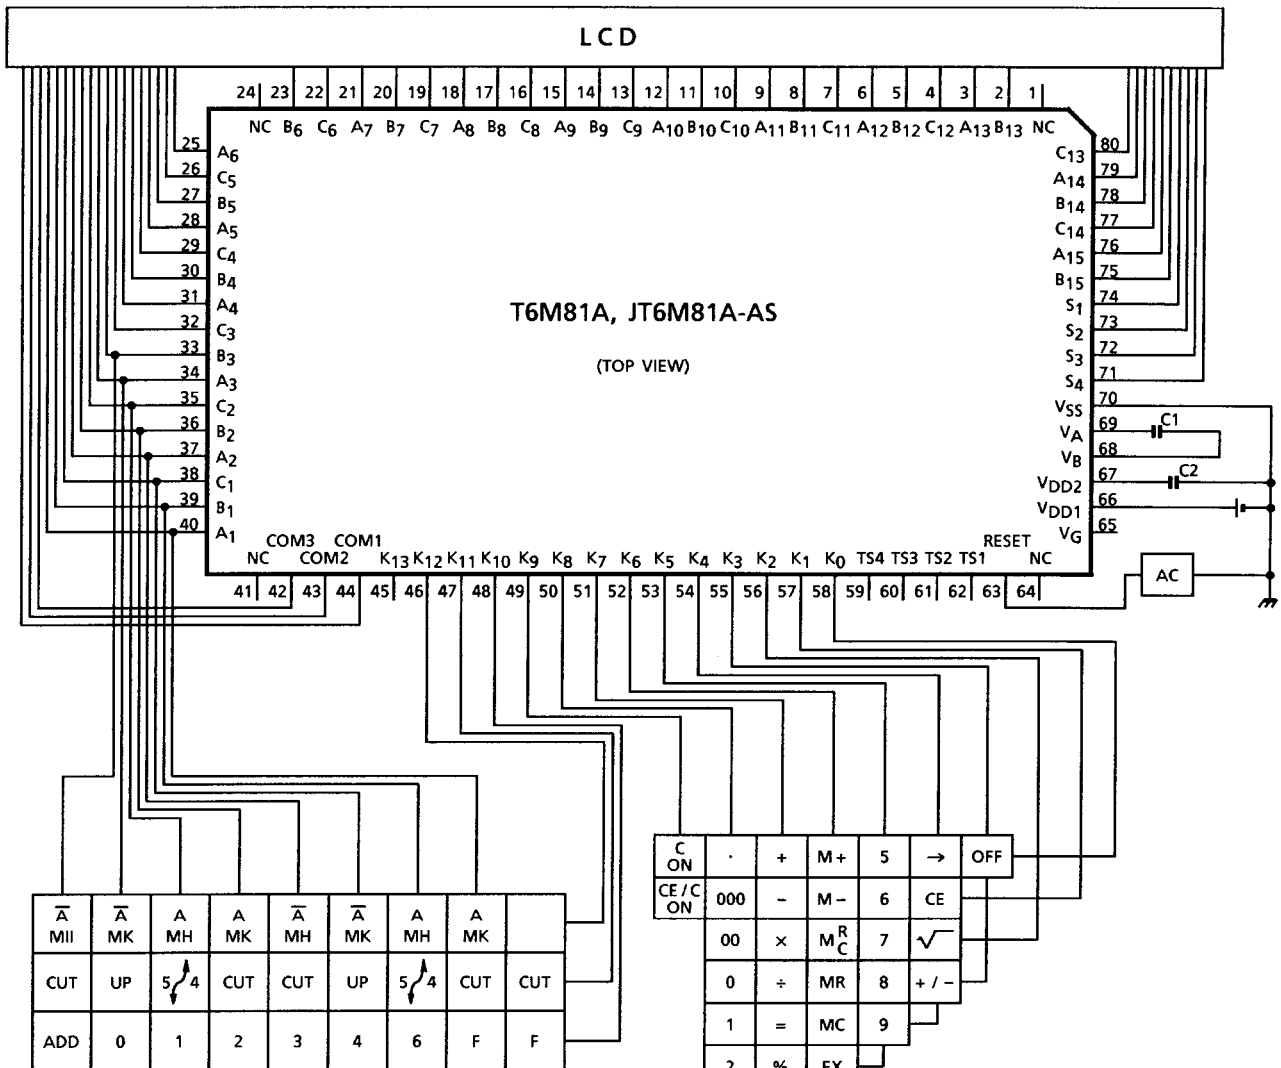 LCD
24 23 22 21 20 19 18 17 16 15 14 13 12 11 10 9 8 7 6 5 4 3 2 1
NC B6 C6 A7 B7 C7 A8 B8 C8 A9 B9 C9 A10 B10 C10 A11 B11 C11 A12 B12 C12 A13 B13 NC
25 A6
26 C5
27 B5
28 A5
29 C4
30 B4
31 A4
32 C3
33 B3
34 A3
35 C2
36 B2
37 A2
38 C1
39 B1
40 A1
T6M81A, JT6M81A-AS
(TOP VIEW)
C13 80
A14 79
B14 78
C14 77
A15 76
B15 75
S1 74
S2 73
S3 72
S4 71
VSS 70
VA 69 C1
VB 68
VDD2 67 C2
VDD1 66
VG 65
NC COM3 COM2 COM1 K13 K12 K11 K10 K9 K8 K7 K6 K5 K4 K3 K2 K1 K0 TS4 TS3 TS2 TS1 RESET NC
41 42 43 44 45 46 47 48 49 50 51 52 53 54 55 56 57 58 59 60 61 62 63 64
AC
C ON · + M+ 5 → OFF
CE/C ON 000 − M− 6 CE
00 × M R C 7 √
0 ÷ MR 8 +/−
1 = MC 9
2 % EX
A̅ MII A̅ MK A MH A MK A̅ MH A̅ MK A MH A MK
CUT UP 5 4 CUT CUT UP 5 4 CUT CUT
ADD 0 1 2 3 4 6 F F